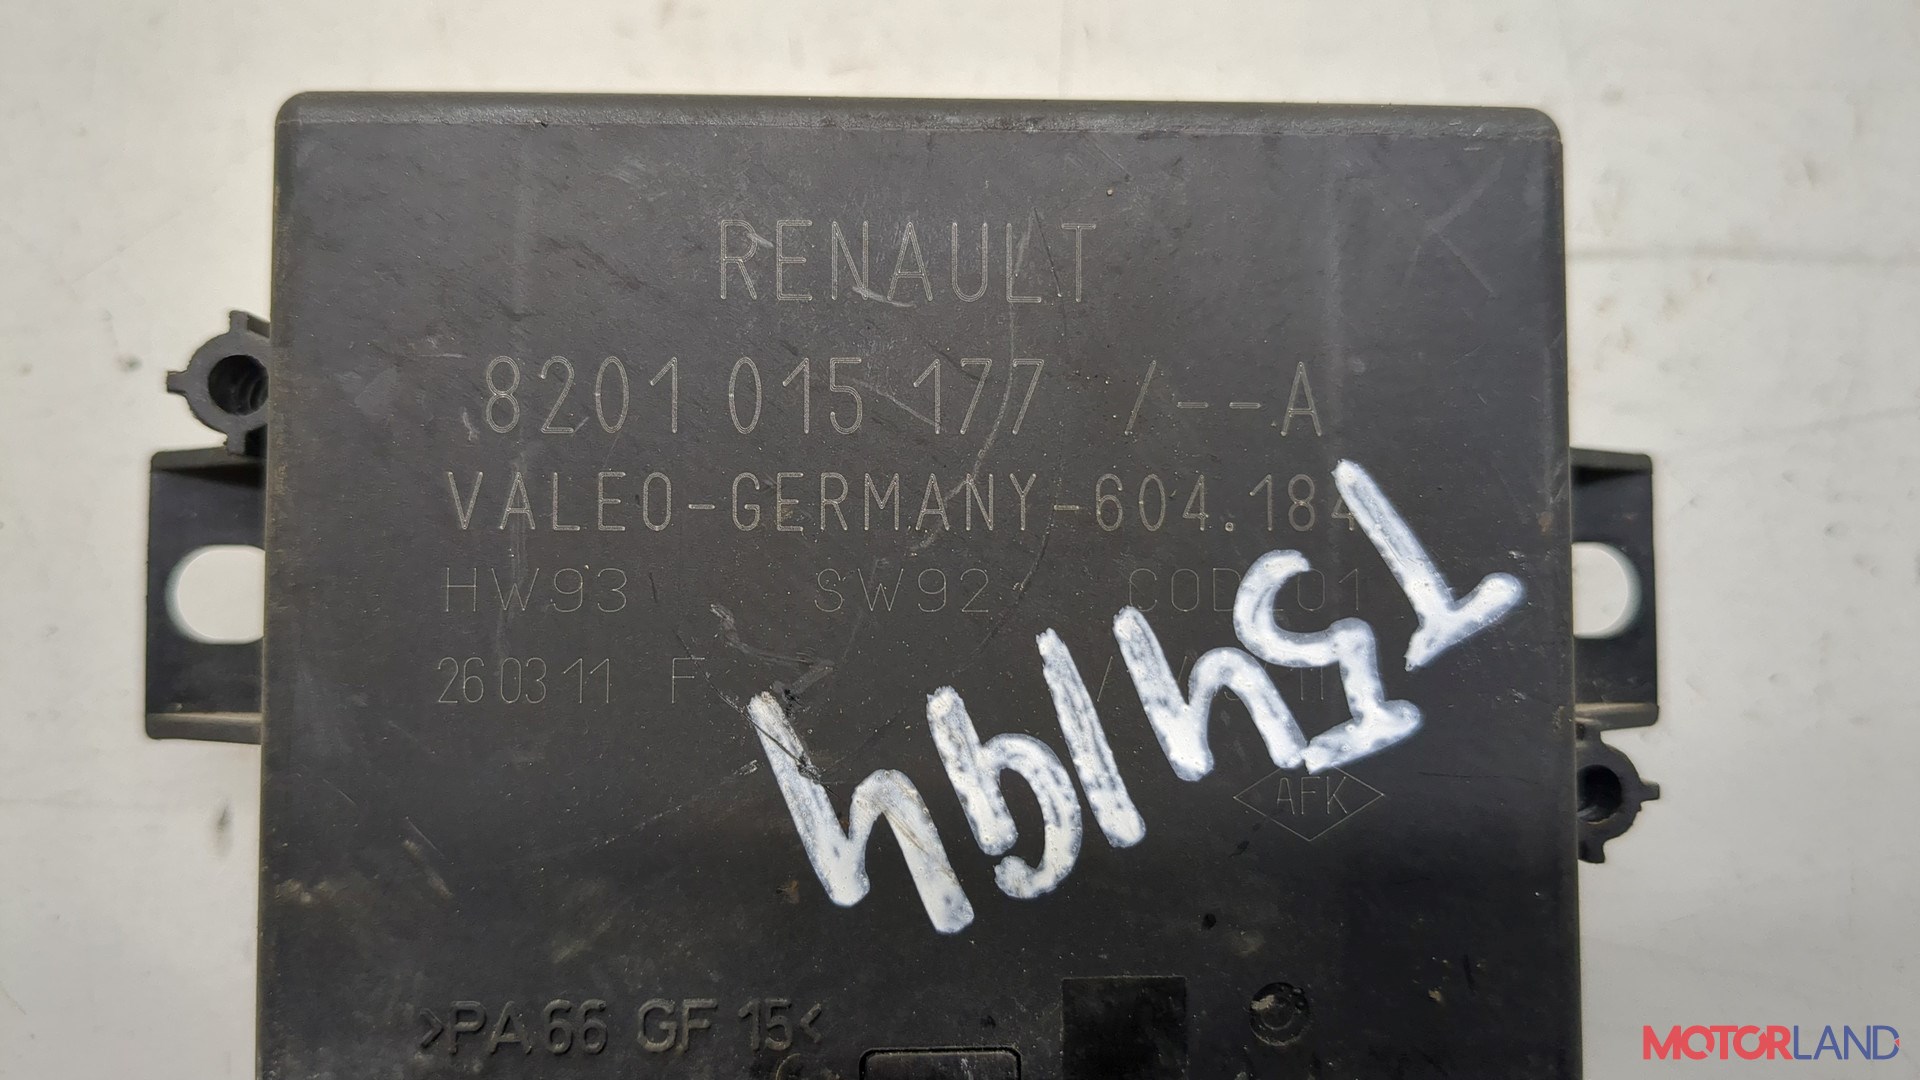 RENAULT
8201 015 177 /--A
VALEO-GERMANY-604.184
HW93 SW92 COD
26 03 11 F
AFK
>PA 66 GF 15<
MOTORLAND